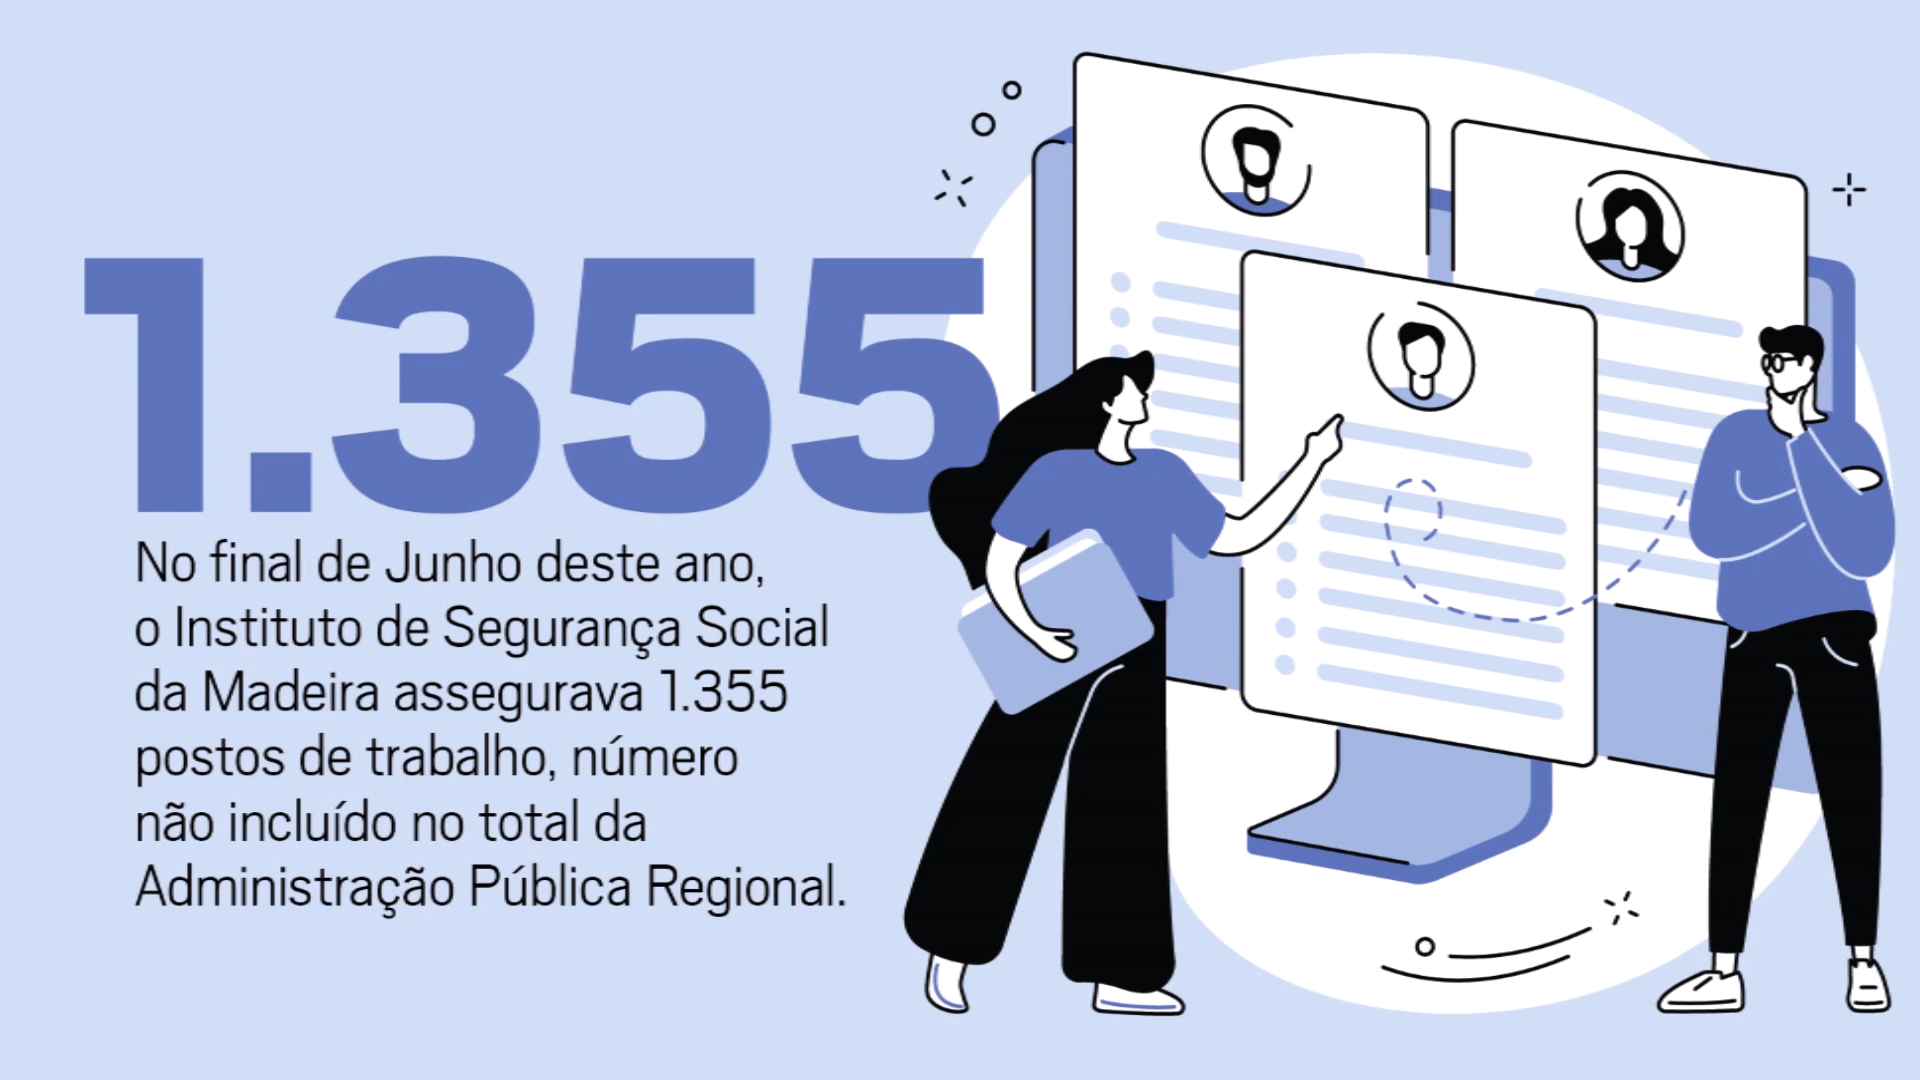 1.355
No final de Junho deste ano,
o Instituto de Segurança Social
da Madeira assegurava 1.355
postos de trabalho, número
não incluído no total da
Administração Pública Regional.